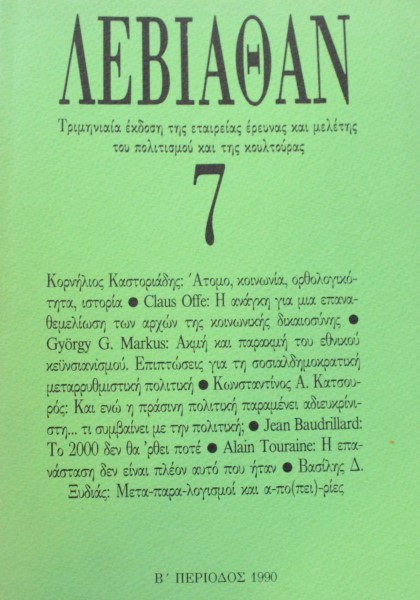 ΛΕΒΙΑΘΑΝ
Τριμηνιαία έκδοση της εταιρείας έρευνας και μελέτης
του πολιτισμού και της κουλτούρας
7
Κορνήλιος Καστοριάδης: Άτομο, κοινωνία, ορθολογικό-
τητα, ιστορία ● Claus Offe: Η ανάγκη για μια επανα-
θεμελίωση των αρχών της κοινωνικής δικαιοσύνης ●
György G. Markus: Ακμή και παρακμή του εθνικού
κεϋνσιανισμού. Επιπτώσεις για τη σοσιαλδημοκρατική
μεταρρυθμιστική πολιτική ● Κωνσταντίνος Α. Κατσου-
ρός: Και ενώ η πράσινη πολιτική παραμένει αδιευκρίνι-
στη... τι συμβαίνει με την πολιτική; ● Jean Baudrillard:
Το 2000 δεν θα 'ρθει ποτέ ● Alain Touraine: Η επα-
νάσταση δεν είναι πλέον αυτό που ήταν ● Βασίλης Δ.
Ξυδιάς: Μετα-παρα-λογισμοί και α-πο(πει)-ρίες
Β΄ ΠΕΡΙΟΔΟΣ 1990